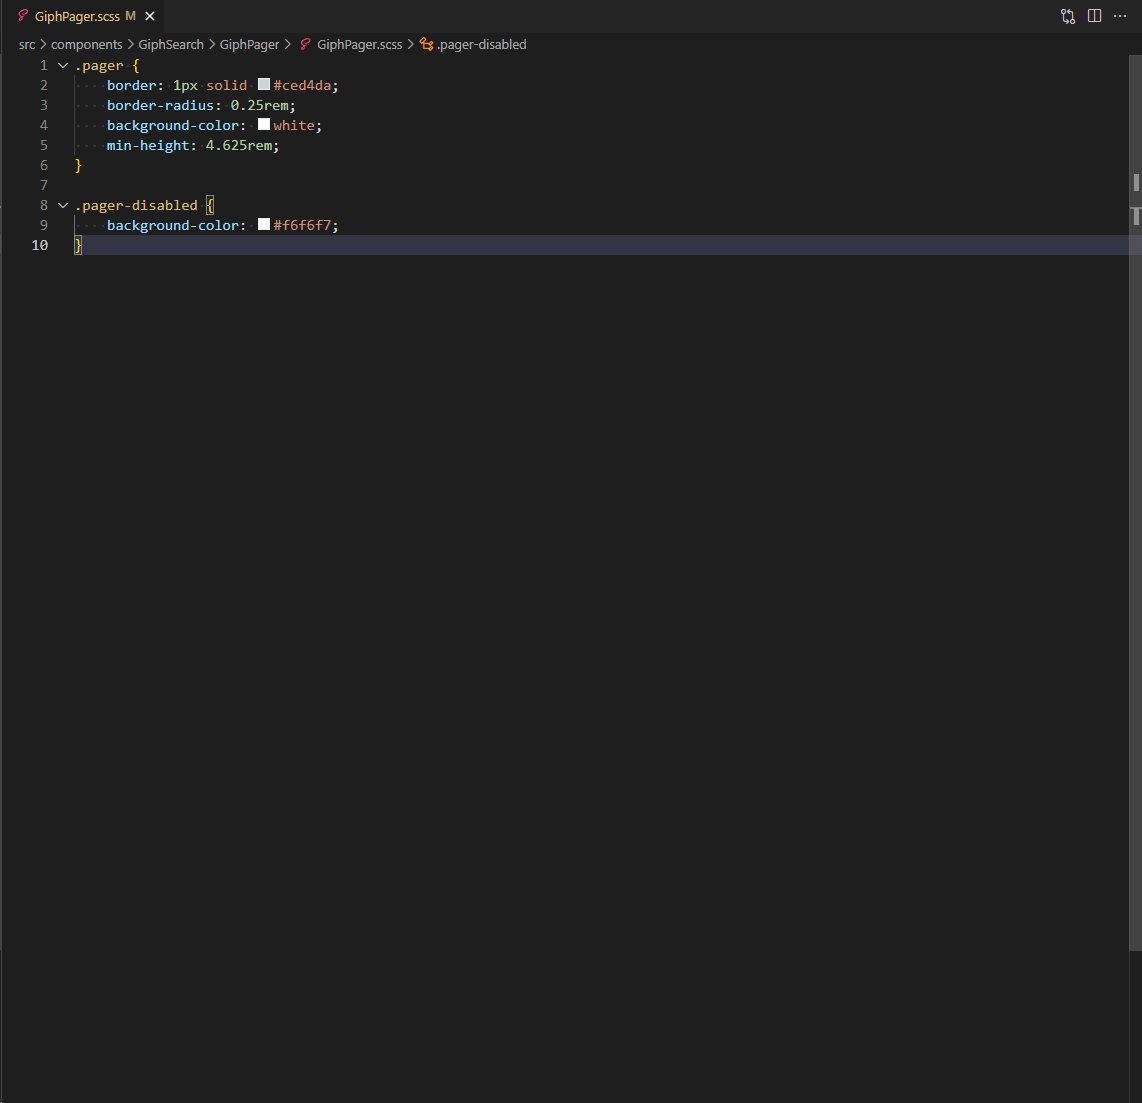 GiphPager.scss M
src > components > GiphSearch > GiphPager > GiphPager.scss > .pager-disabled
1 .pager {
2 border: 1px solid #ced4da;
3 border-radius: 0.25rem;
4 background-color: white;
5 min-height: 4.625rem;
6 }
7
8 .pager-disabled {
9 background-color: #f6f6f7;
10 }